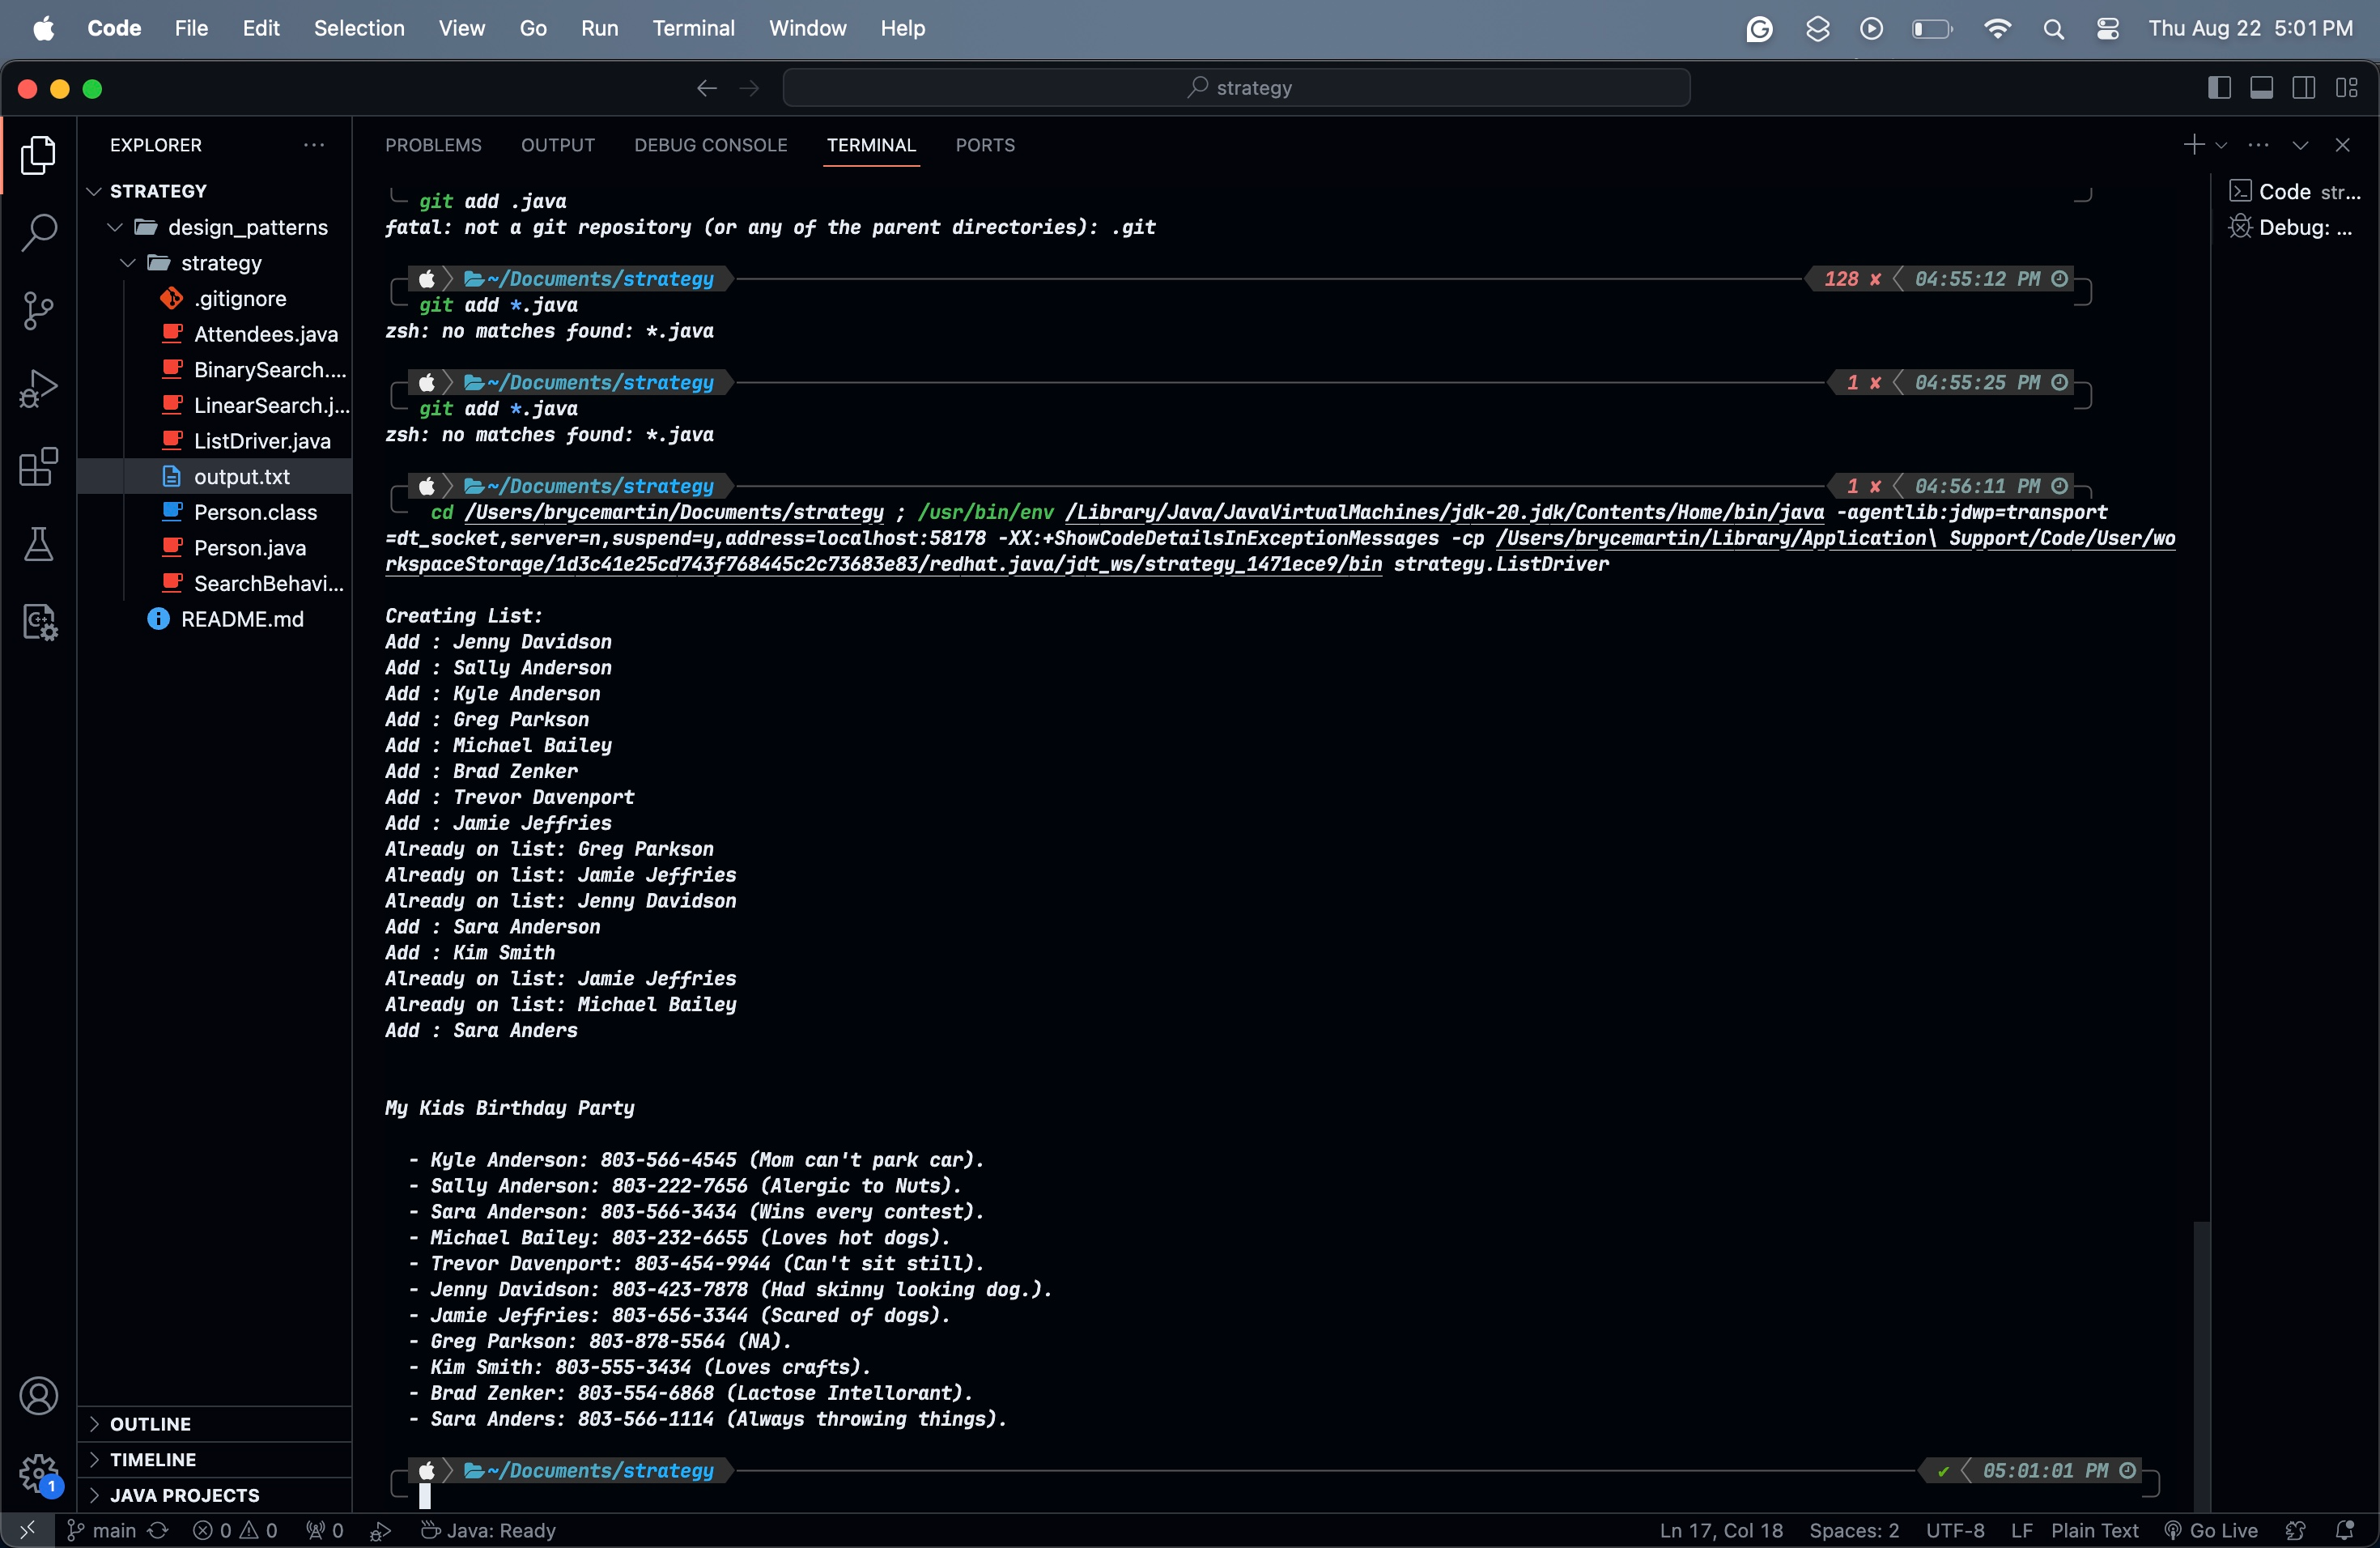 Code File Edit Selection View Go Run Terminal Window Help Thu Aug 22 5:01 PM
strategy
EXPLORER
STRATEGY
design_patterns
strategy
.gitignore
Attendees.java
BinarySearch....
LinearSearch.j...
ListDriver.java
output.txt
Person.class
Person.java
SearchBehavi...
README.md
OUTLINE
TIMELINE
JAVA PROJECTS
1
PROBLEMS OUTPUT DEBUG CONSOLE TERMINAL PORTS
git add .java
fatal: not a git repository (or any of the parent directories): .git
~/Documents/strategy 128 ✘ 04:55:12 PM
git add *.java
zsh: no matches found: *.java
~/Documents/strategy 1 ✘ 04:55:25 PM
git add *.java
zsh: no matches found: *.java
~/Documents/strategy 1 ✘ 04:56:11 PM
cd /Users/brycemartin/Documents/strategy ; /usr/bin/env /Library/Java/JavaVirtualMachines/jdk-20.jdk/Contents/Home/bin/java -agentlib:jdwp=transport
=dt_socket,server=n,suspend=y,address=localhost:58178 -XX:+ShowCodeDetailsInExceptionMessages -cp /Users/brycemartin/Library/Application\ Support/Code/User/wo
rkspaceStorage/1d3c41e25cd743f768445c2c73683e83/redhat.java/jdt_ws/strategy_1471ece9/bin strategy.ListDriver
Creating List:
Add : Jenny Davidson
Add : Sally Anderson
Add : Kyle Anderson
Add : Greg Parkson
Add : Michael Bailey
Add : Brad Zenker
Add : Trevor Davenport
Add : Jamie Jeffries
Already on list: Greg Parkson
Already on list: Jamie Jeffries
Already on list: Jenny Davidson
Add : Sara Anderson
Add : Kim Smith
Already on list: Jamie Jeffries
Already on list: Michael Bailey
Add : Sara Anders
My Kids Birthday Party
- Kyle Anderson: 803-566-4545 (Mom can't park car).
- Sally Anderson: 803-222-7656 (Alergic to Nuts).
- Sara Anderson: 803-566-3434 (Wins every contest).
- Michael Bailey: 803-232-6655 (Loves hot dogs).
- Trevor Davenport: 803-454-9944 (Can't sit still).
- Jenny Davidson: 803-423-7878 (Had skinny looking dog.).
- Jamie Jeffries: 803-656-3344 (Scared of dogs).
- Greg Parkson: 803-878-5564 (NA).
- Kim Smith: 803-555-3434 (Loves crafts).
- Brad Zenker: 803-554-6868 (Lactose Intellorant).
- Sara Anders: 803-566-1114 (Always throwing things).
~/Documents/strategy ✔ 05:01:01 PM
Code str...
Debug: ...
main 0 0 0 Java: Ready Ln 17, Col 18 Spaces: 2 UTF-8 LF Plain Text Go Live